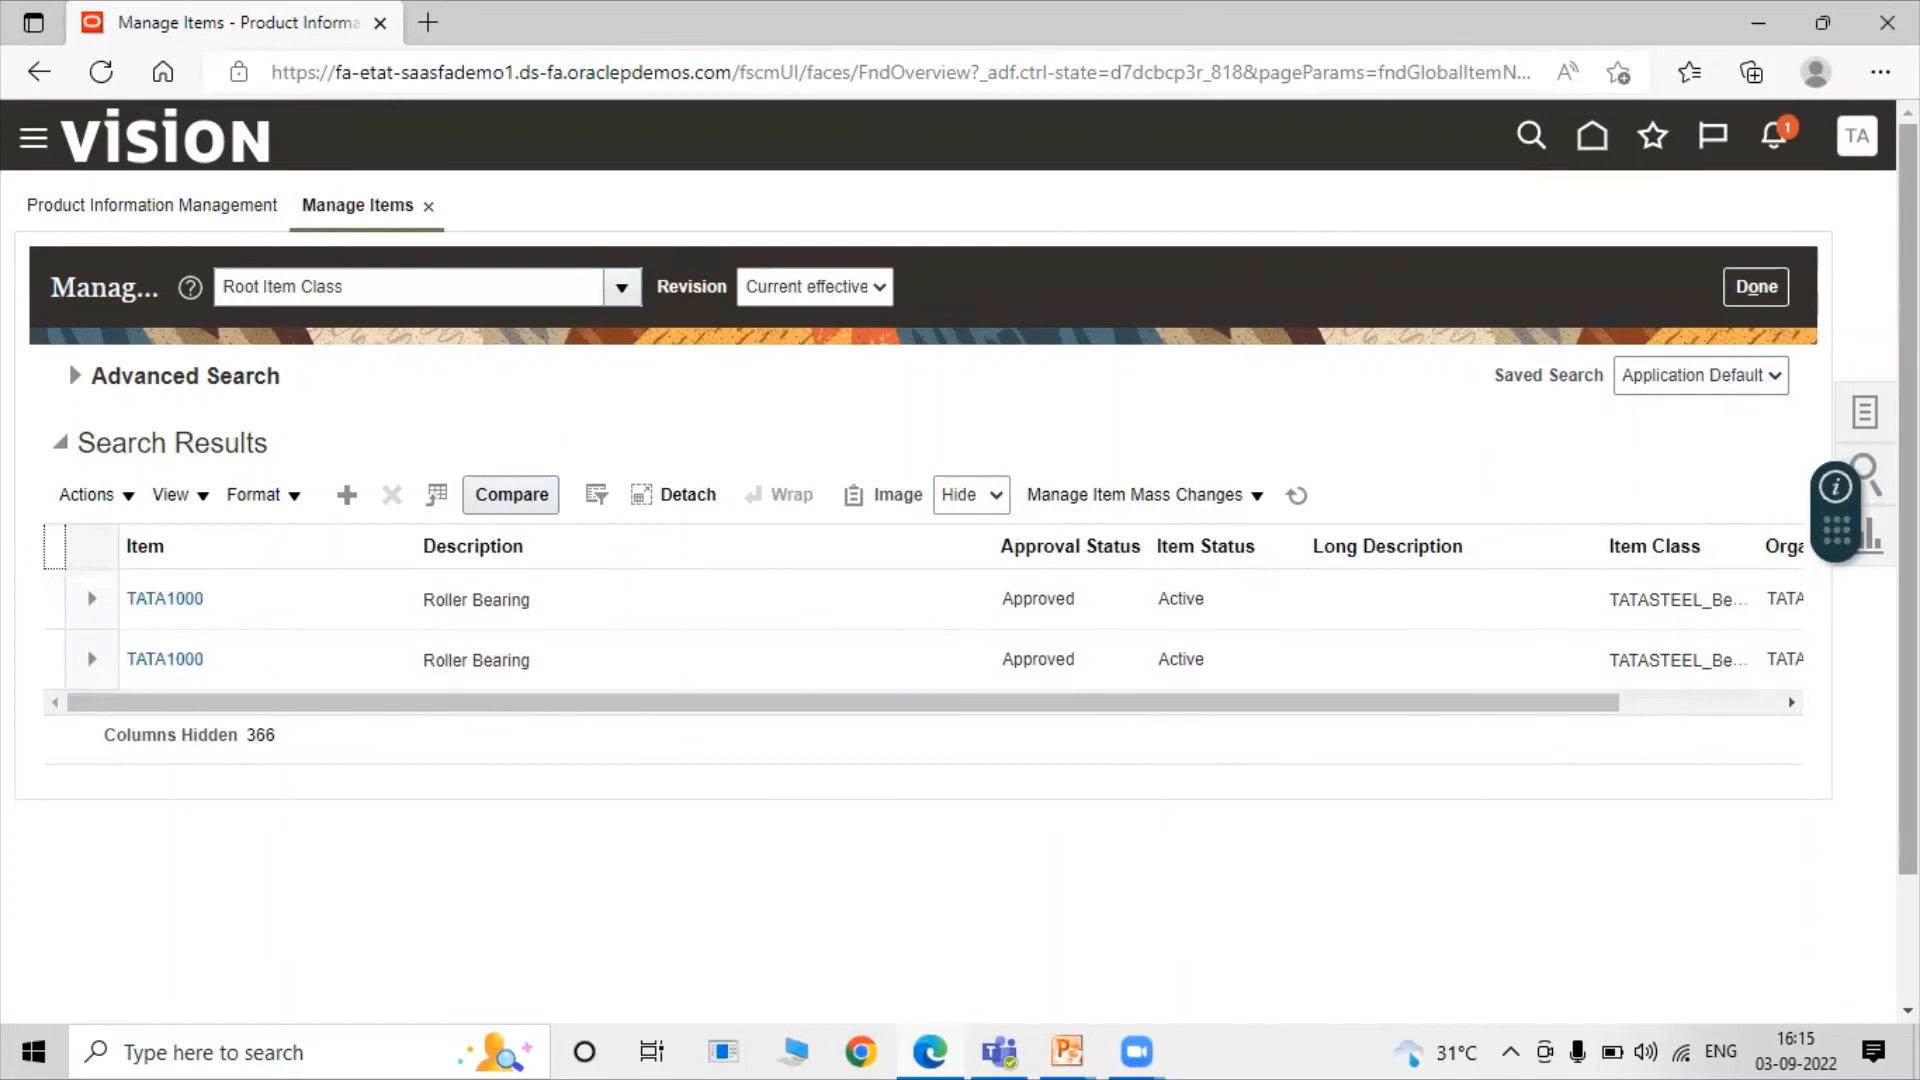 Manage Items - Product Informa
https://fa-etat-saasfademo1.ds-fa.oraclepdemos.com/fscmUI/faces/FndOverview?_adf.ctrl-state=d7dcbcp3r_818&pageParams=fndGlobalItemN...
VISION
1
TA
Product Information Management
Manage Items
Manag...
Root Item Class
Revision
Current effective
Done
Advanced Search
Saved Search
Application Default
Search Results
Actions
View
Format
Compare
Detach
Wrap
Image
Hide
Manage Item Mass Changes
Item Description Approval Status Item Status Long Description Item Class Orga
TATA1000 Roller Bearing Approved Active TATASTEEL_Be... TATA
TATA1000 Roller Bearing Approved Active TATASTEEL_Be... TATA
Columns Hidden 366
Type here to search
31°C
ENG
16:15
03-09-2022